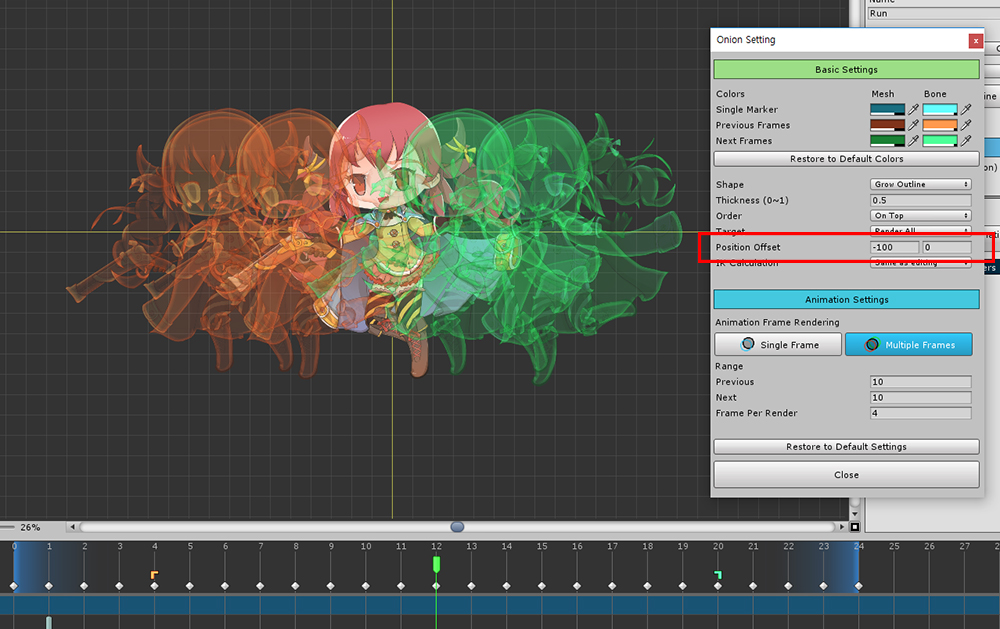 Name
Run
Onion Setting
x
Basic Settings
Colors Mesh Bone
Single Marker
Previous Frames
Next Frames
Restore to Default Colors
Shape Grow Outline
Thickness (0~1) 0.5
Order On Top
Target Render All
Position Offset -100 0
IK Calculation Same as editing
Animation Settings
Animation Frame Rendering
Single Frame Multiple Frames
Range
Previous 10
Next 10
Frame Per Render 4
Restore to Default Settings
Close
26%
0 1 2 3 4 5 6 7 8 9 10 11 12 13 14 15 16 17 18 19 20 21 22 23 24 25 26 27